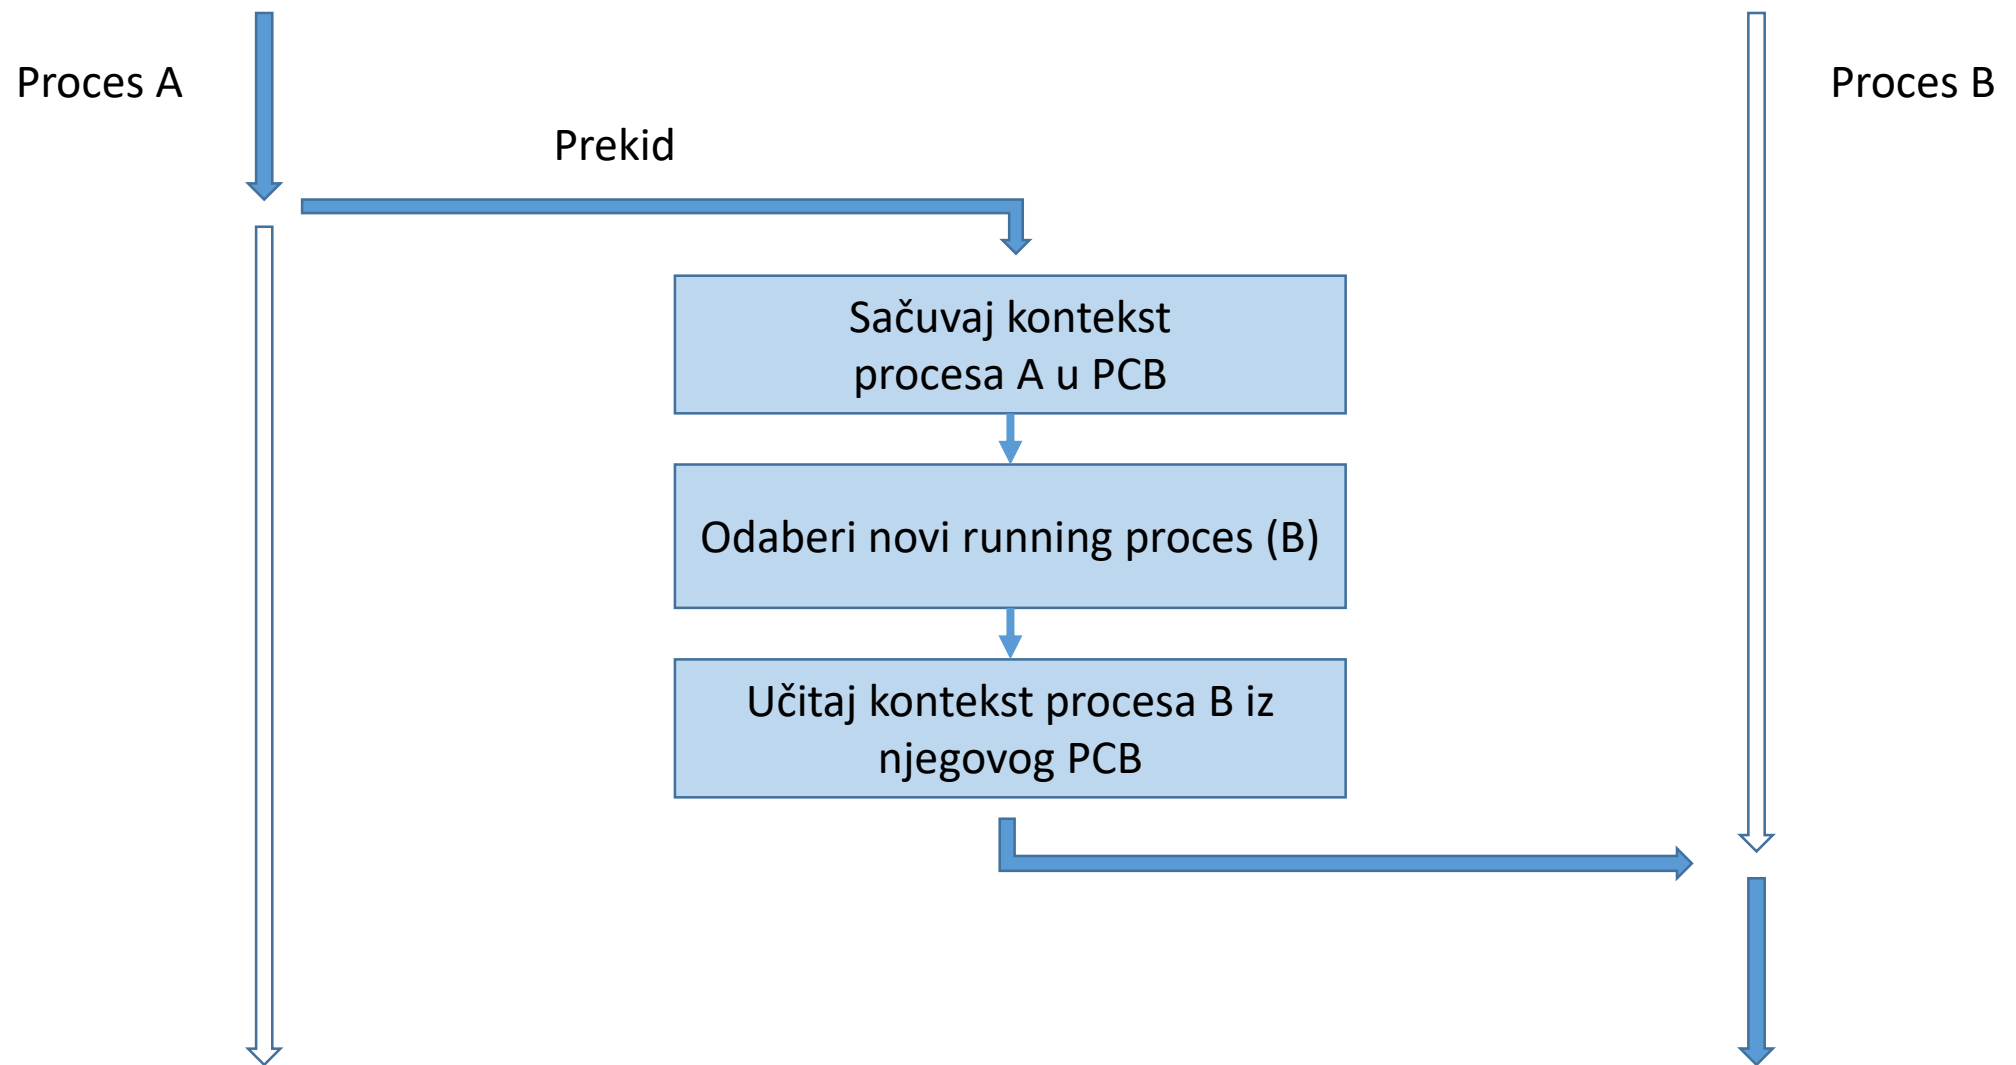 Proces A
Proces B
Prekid
Sačuvaj kontekst
procesa A u PCB
Odaberi novi running proces (B)
Učitaj kontekst procesa B iz
njegovog PCB